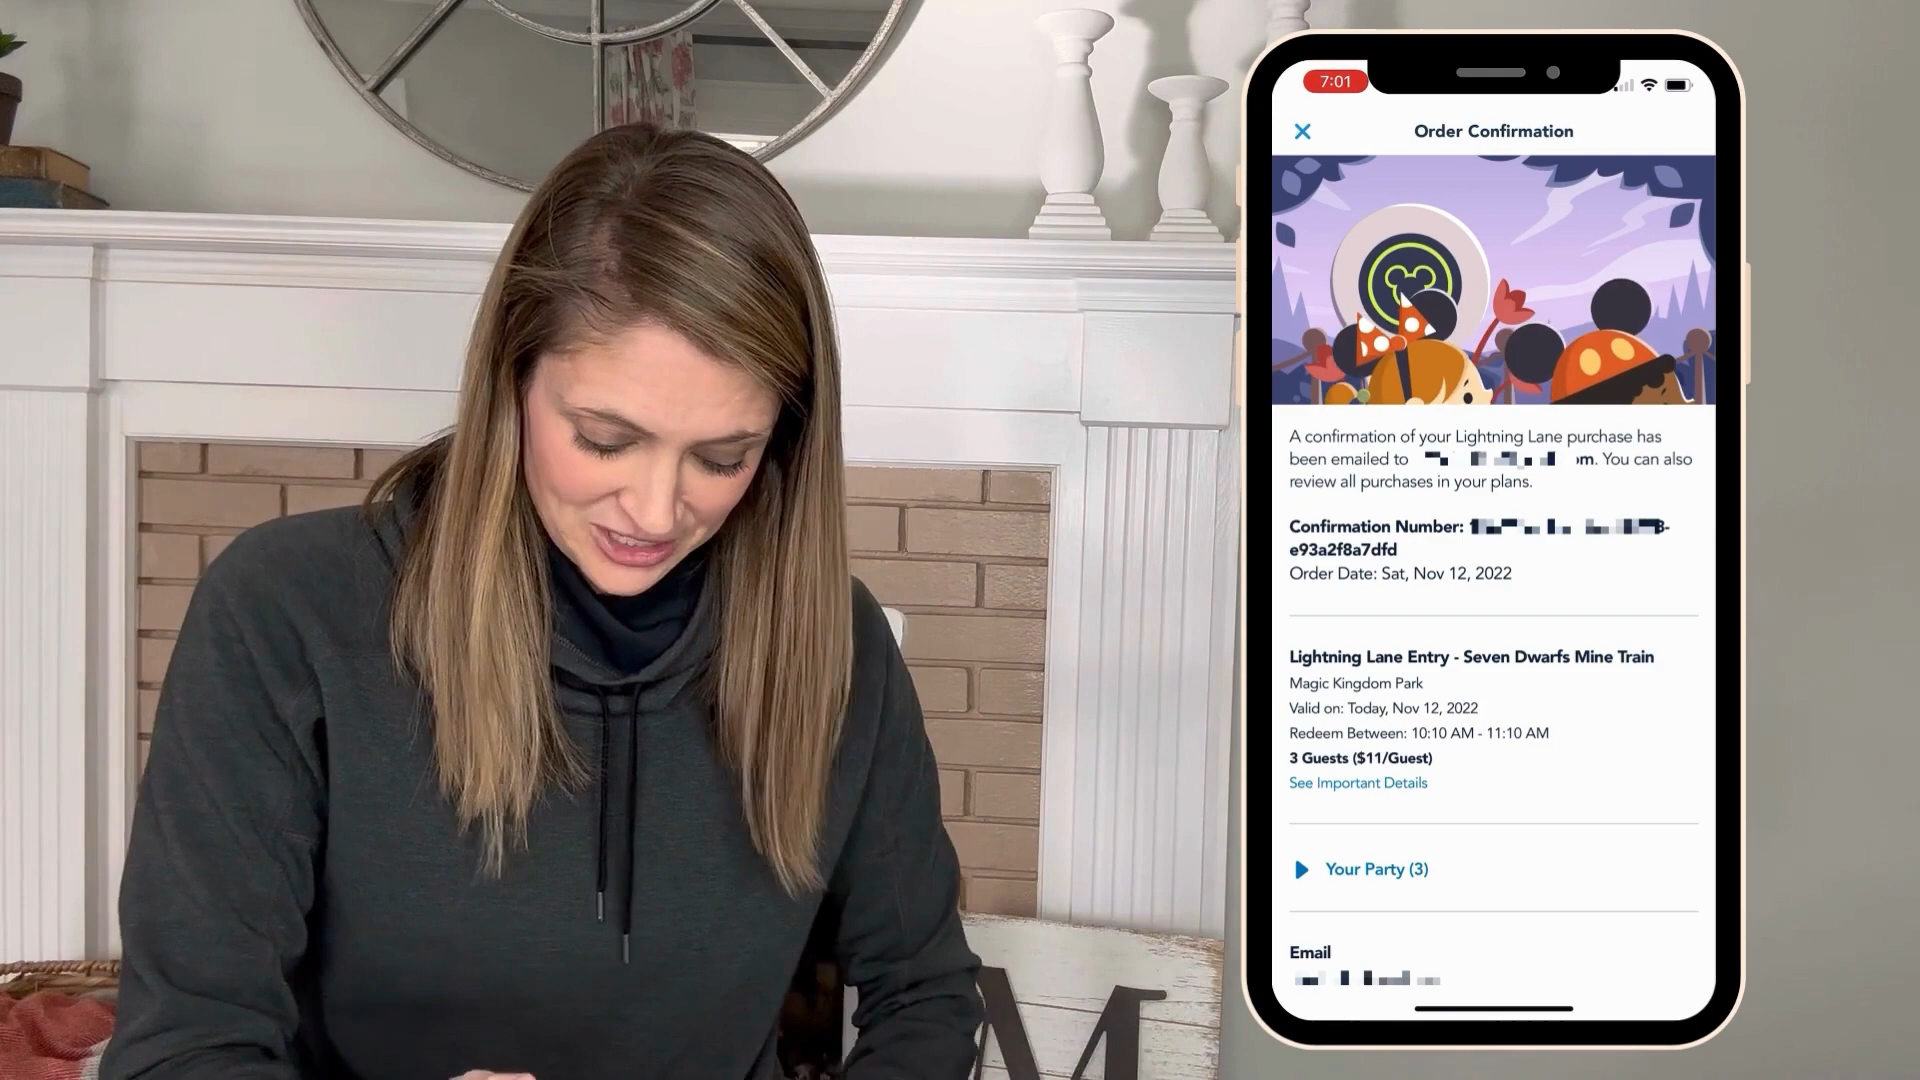 7:01
Order Confirmation
A confirmation of your Lightning Lane purchase has
been emailed to om. You can also
review all purchases in your plans.
Confirmation Number:
e93a2f8a7dfd
Order Date: Sat, Nov 12, 2022
Lightning Lane Entry - Seven Dwarfs Mine Train
Magic Kingdom Park
Valid on: Today, Nov 12, 2022
Redeem Between: 10:10 AM - 11:10 AM
3 Guests ($11/Guest)
See Important Details
Your Party (3)
Email
M